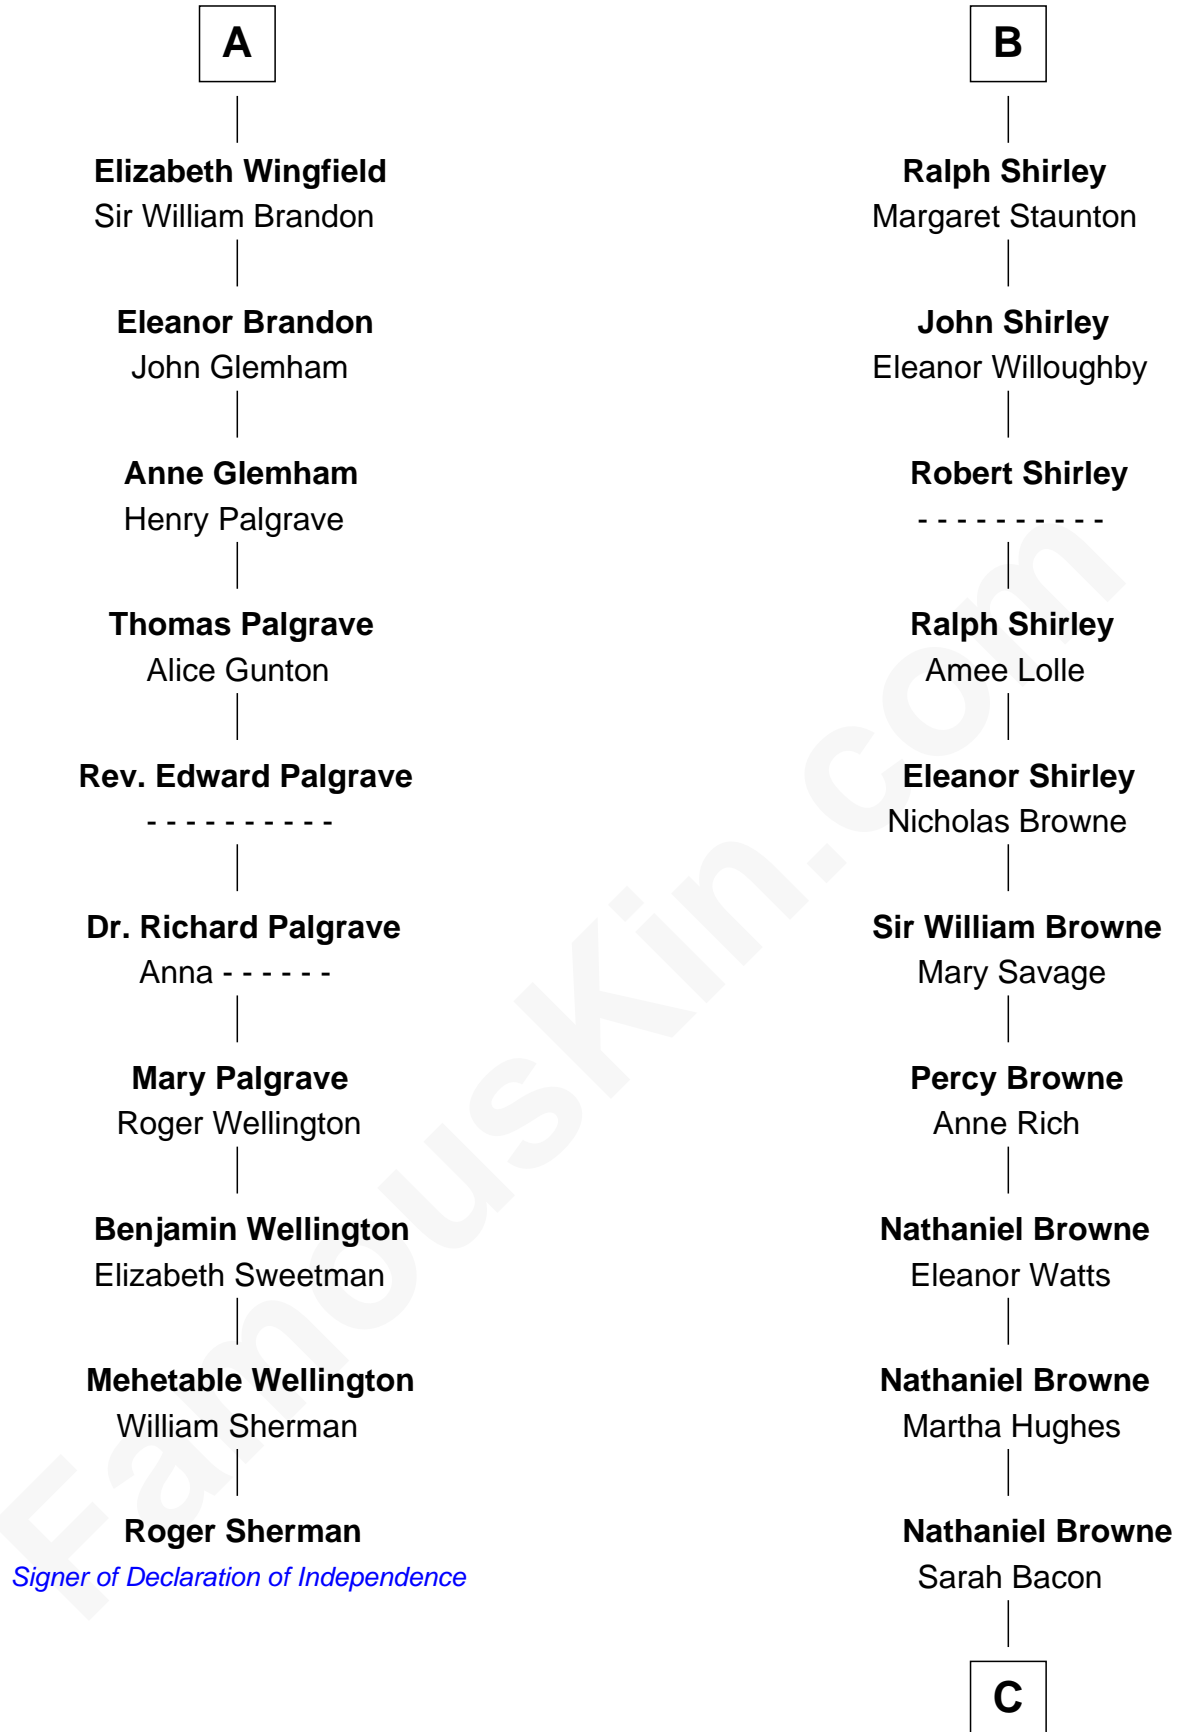 A
Elizabeth Wingfield
Sir William Brandon
Eleanor Brandon
John Glemham
Anne Glemham
Henry Palgrave
Thomas Palgrave
Alice Gunton
Rev. Edward Palgrave
- - - - - - - - - -
Dr. Richard Palgrave
Anna - - - - - -
Mary Palgrave
Roger Wellington
Benjamin Wellington
Elizabeth Sweetman
Mehetable Wellington
William Sherman
Roger Sherman
Signer of Declaration of Independence
B
Ralph Shirley
Margaret Staunton
John Shirley
Eleanor Willoughby
Robert Shirley
- - - - - - - - - -
Ralph Shirley
Amee Lolle
Eleanor Shirley
Nicholas Browne
Sir William Browne
Mary Savage
Percy Browne
Anne Rich
Nathaniel Browne
Eleanor Watts
Nathaniel Browne
Martha Hughes
Nathaniel Browne
Sarah Bacon
C
FamousKin.com